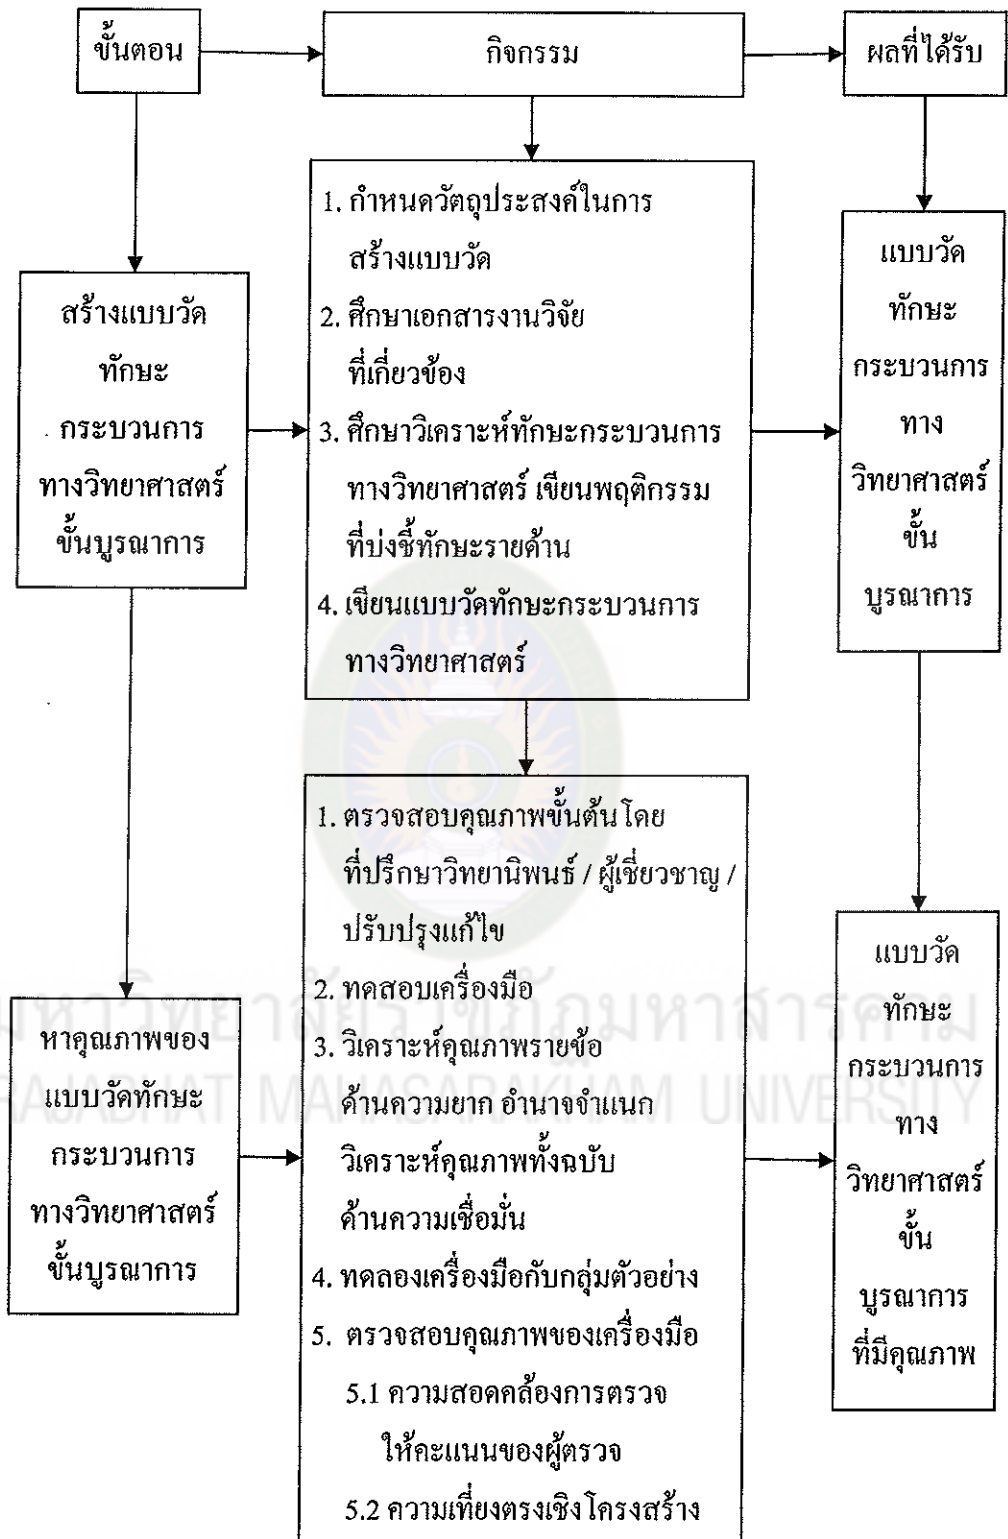 ขั้นตอน
กิจกรรม
ผลที่ได้รับ
สร้างแบบวัด
ทักษะ
กระบวนการ
ทางวิทยาศาสตร์
ขั้นบูรณาการ
1. กำหนดวัตถุประสงค์ในการ
สร้างแบบวัด
2. ศึกษาเอกสารงานวิจัย
ที่เกี่ยวข้อง
3. ศึกษาวิเคราะห์ทักษะกระบวนการ
ทางวิทยาศาสตร์ เขียนพฤติกรรม
ที่บ่งชี้ทักษะรายด้าน
4. เขียนแบบวัดทักษะกระบวนการ
ทางวิทยาศาสตร์
แบบวัด
ทักษะ
กระบวนการ
ทาง
วิทยาศาสตร์
ขั้น
บูรณาการ
หาคุณภาพของ
แบบวัดทักษะ
กระบวนการ
ทางวิทยาศาสตร์
ขั้นบูรณาการ
1. ตรวจสอบคุณภาพขั้นต้นโดย
ที่ปรึกษาวิทยานิพนธ์ / ผู้เชี่ยวชาญ /
ปรับปรุงแก้ไข
2. ทดสอบเครื่องมือ
3. วิเคราะห์คุณภาพรายข้อ
ด้านความยาก อำนาจจำแนก
วิเคราะห์คุณภาพทั้งฉบับ
ด้านความเชื่อมั่น
4. ทดลองเครื่องมือกับกลุ่มตัวอย่าง
5. ตรวจสอบคุณภาพของเครื่องมือ
5.1 ความสอดคล้องการตรวจ
ให้คะแนนของผู้ตรวจ
5.2 ความเที่ยงตรงเชิงโครงสร้าง
แบบวัด
ทักษะ
กระบวนการ
ทาง
วิทยาศาสตร์
ขั้น
บูรณาการ
ที่มีคุณภาพ
มหาวิทยาลัยราชภัฏมหาสารคาม
RAJABHAT MAHASARAKHAM UNIVERSITY